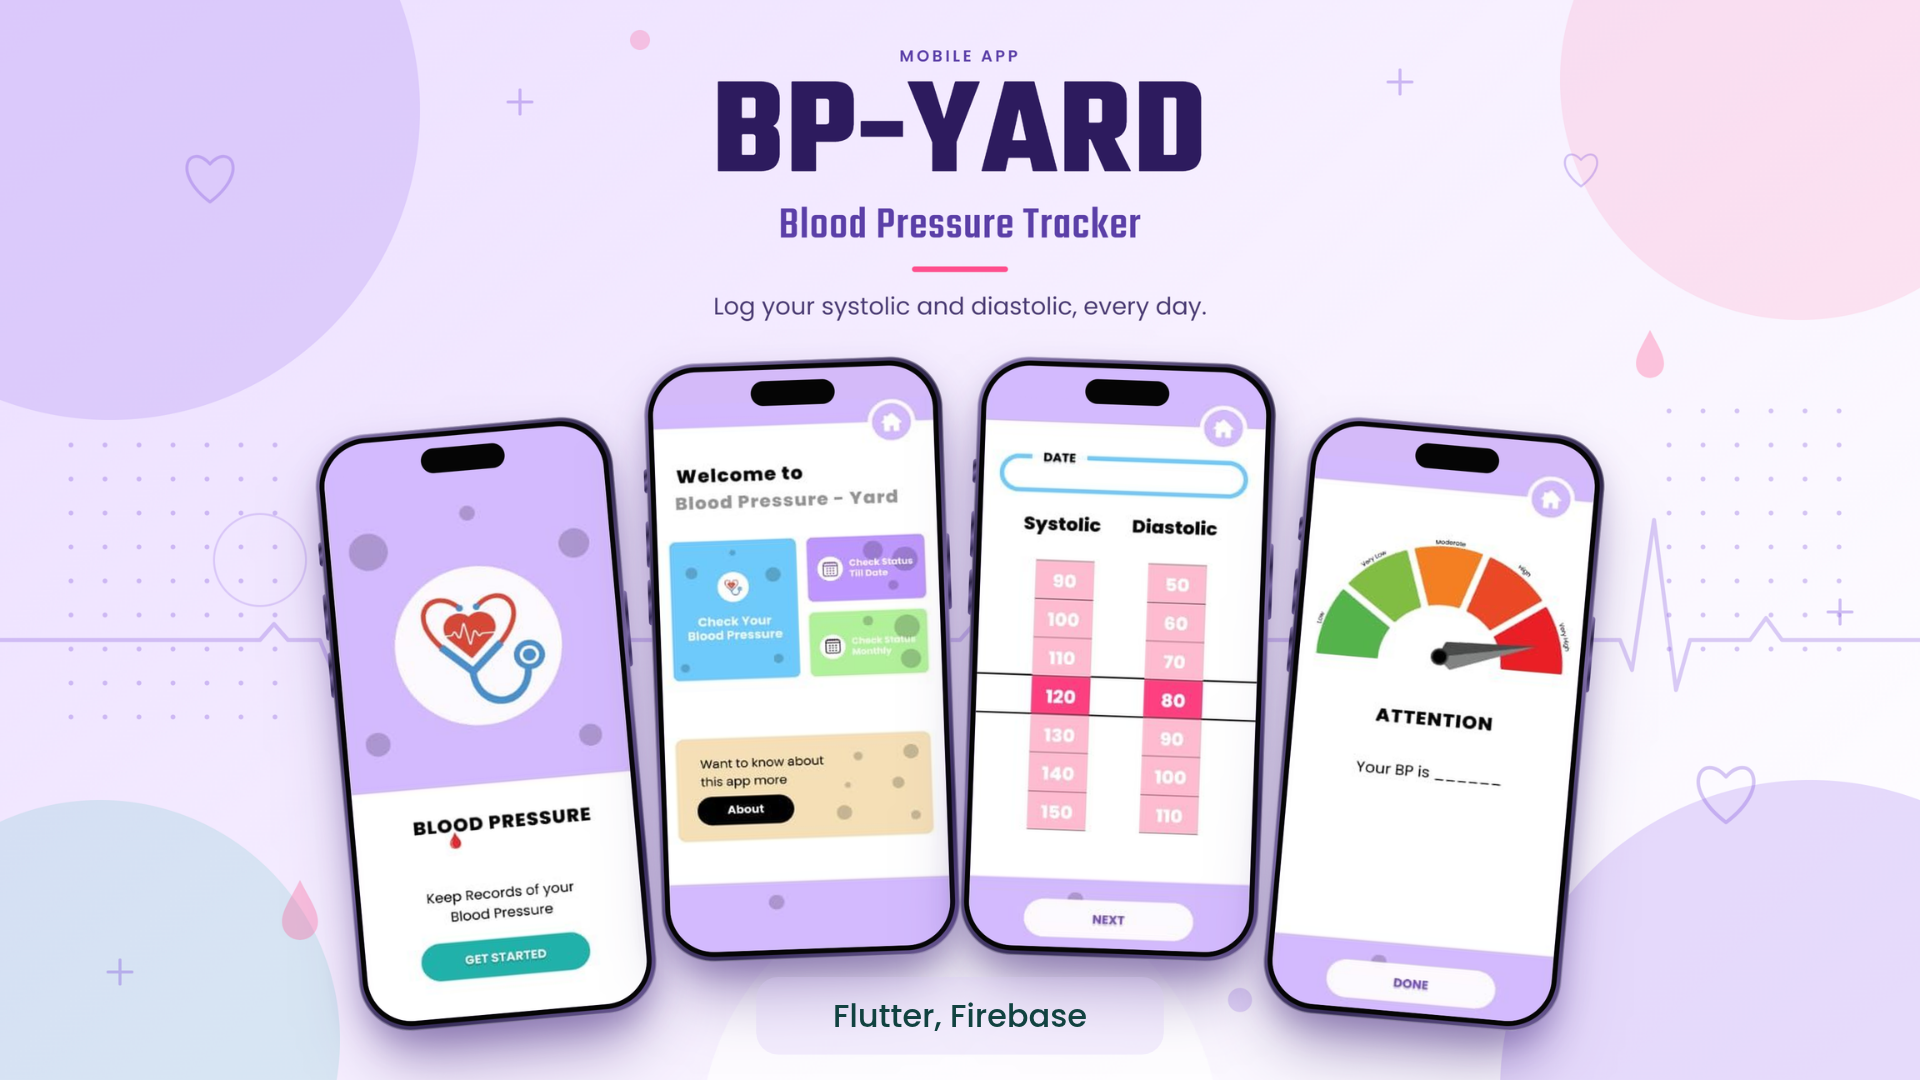 MOBILE APP
BP-YARD
Blood Pressure Tracker
Log your systolic and diastolic, every day.
BLOOD PRESSURE
Keep Records of your
Blood Pressure
GET STARTED
Welcome to
Blood Pressure - Yard
Check Your
Blood Pressure
Check Status
Till Date
Check Status
Monthly
Want to know about
this app more
About
DATE
Systolic Diastolic
90 50
100 60
110 70
120 80
130 90
140 100
150 110
NEXT
Low
Very Low
Moderate
High
Very High
ATTENTION
Your BP is ______
DONE
Flutter, Firebase